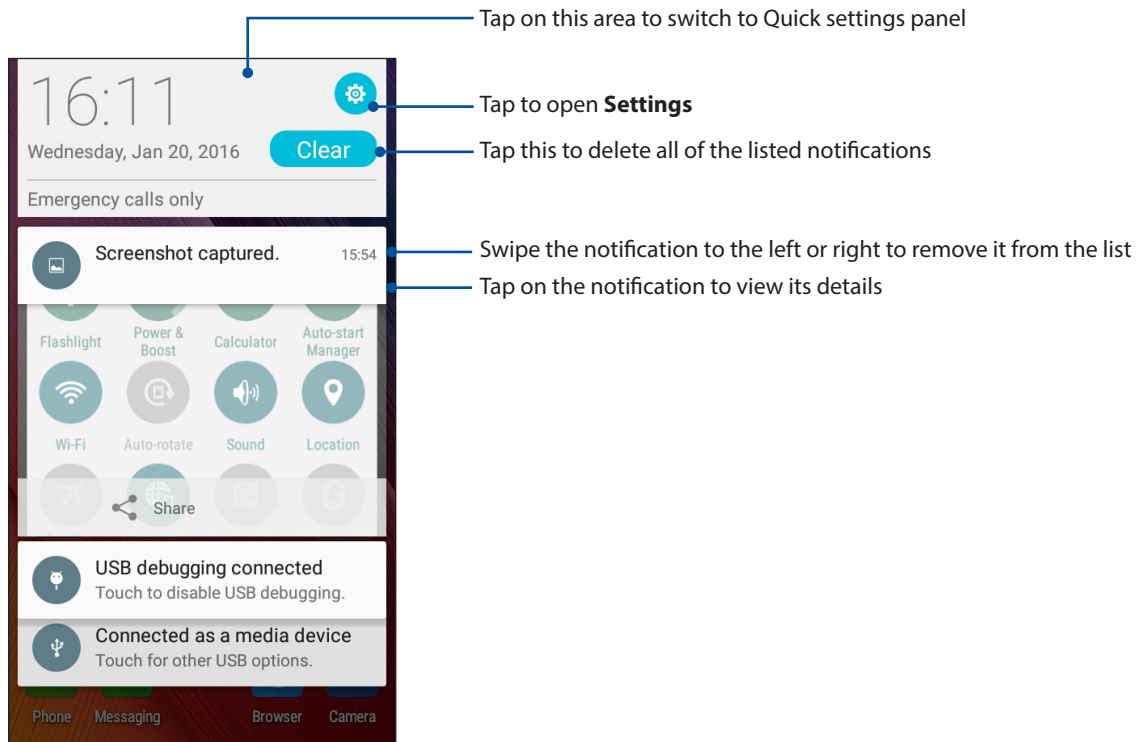 Tap on this area to switch to Quick settings panel
16:11
Tap to open Settings
Wednesday, Jan 20, 2016
Clear
Tap this to delete all of the listed notifications
Emergency calls only
Screenshot captured.
15:54
Swipe the notification to the left or right to remove it from the list
Tap on the notification to view its details
Flashlight
Power &
Boost
Calculator
Auto-start
Manager
Wi-Fi
Auto-rotate
Sound
Location
Share
USB debugging connected
Touch to disable USB debugging.
Connected as a media device
Touch for other USB options.
Phone
Messaging
Browser
Camera